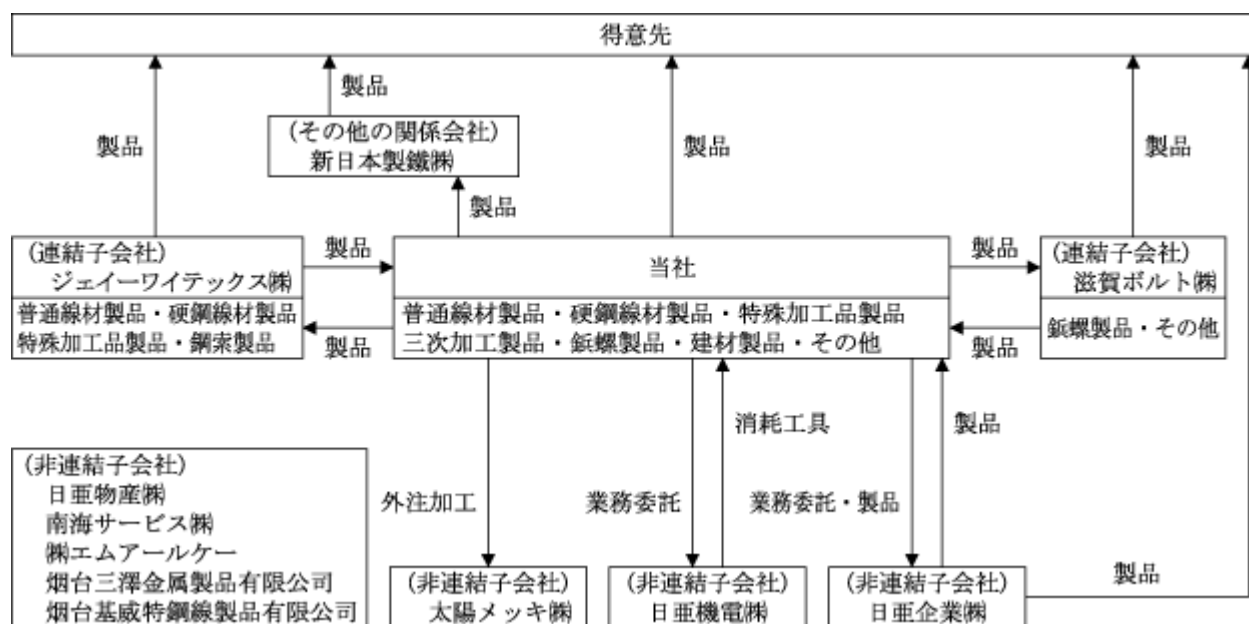 得意先
製品
製品
(その他の関係会社)
新日本製鐵㈱
製品
製品
製品
(連結子会社)
ジェイーワイテックス㈱
普通線材製品・硬鋼線材製品
特殊加工品製品・鋼索製品
製品
製品
当社
普通線材製品・硬鋼線材製品・特殊加工品製品
三次加工製品・鋲螺製品・建材製品・その他
製品
製品
(連結子会社)
滋賀ボルト㈱
鋲螺製品・その他
(非連結子会社)
日亜物産㈱
南海サービス㈱
㈱エムアールケー
烟台三澤金属製品有限公司
烟台基威特鋼線製品有限公司
外注加工
業務委託
消耗工具
業務委託・製品
製品
製品
(非連結子会社)
太陽メッキ㈱
(非連結子会社)
日亜機電㈱
(非連結子会社)
日亜企業㈱